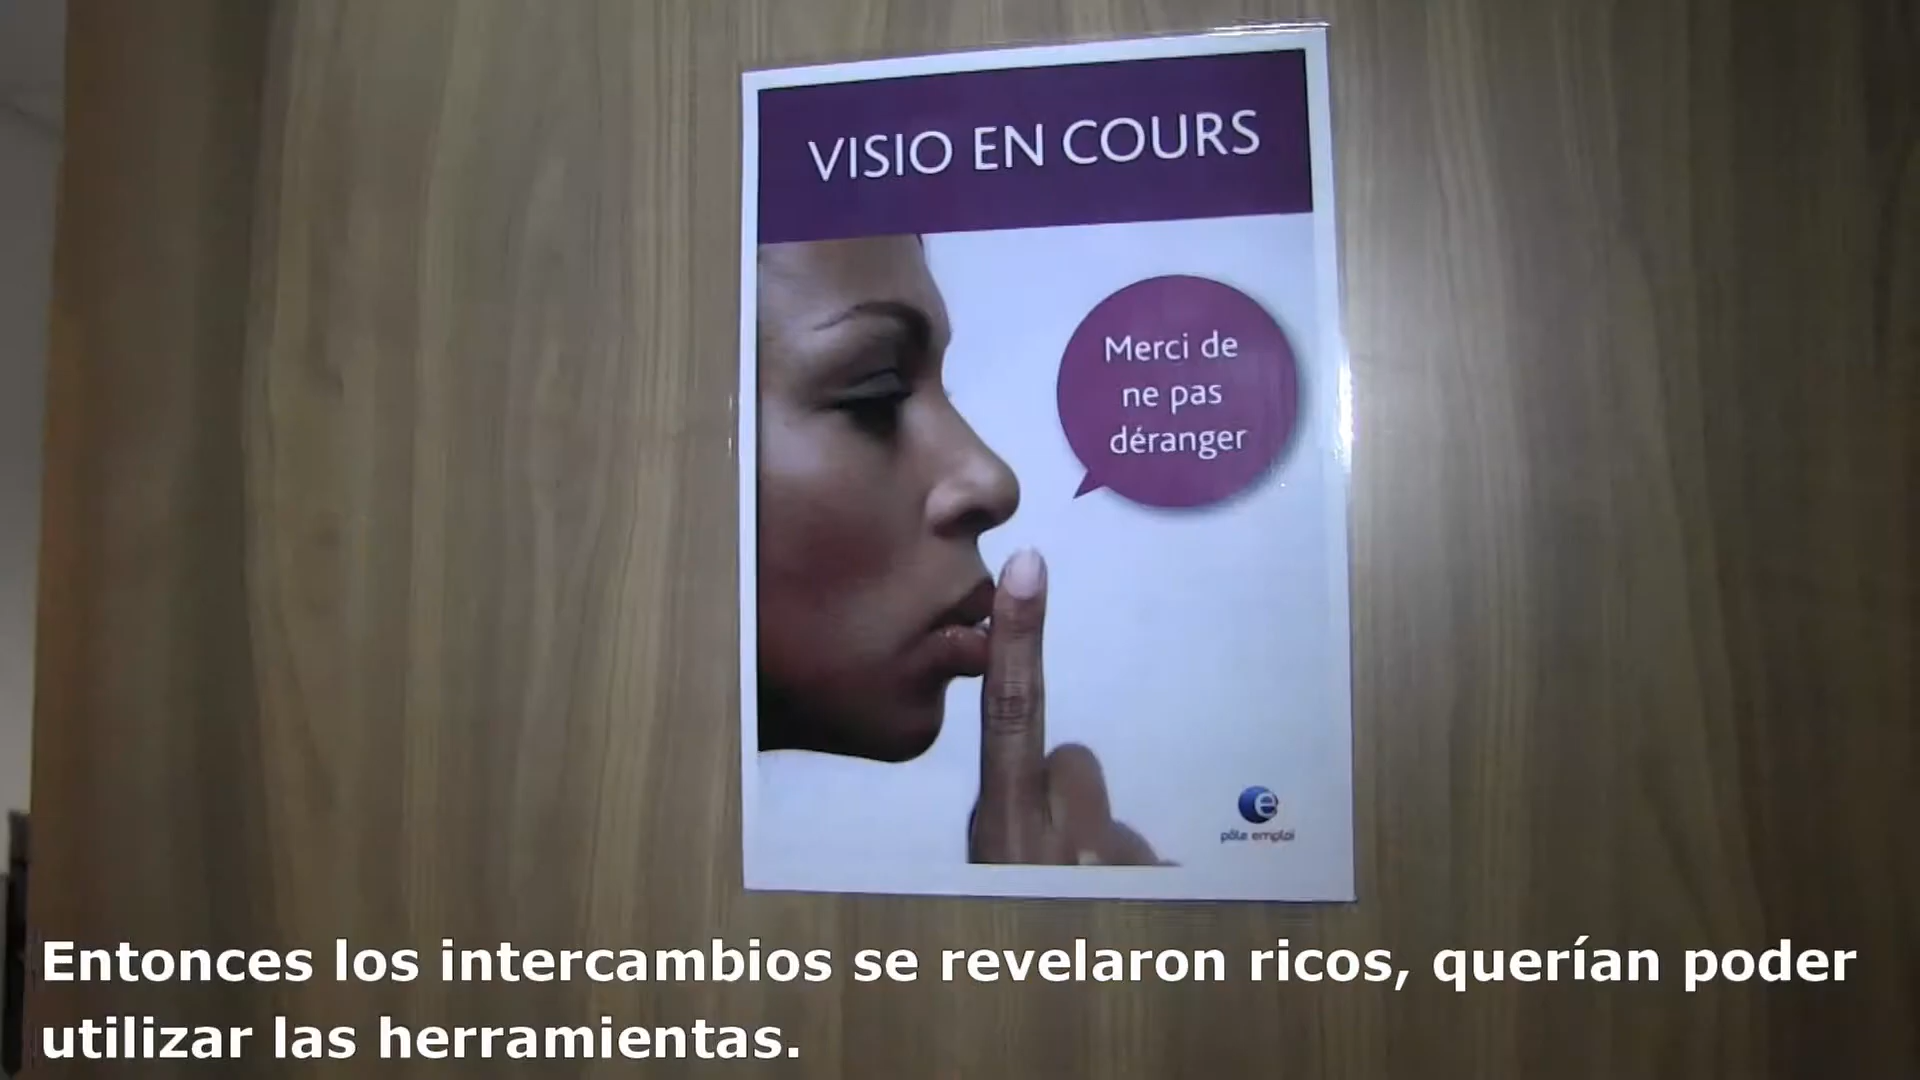 VISIO EN COURS
Merci de
ne pas
déranger
e
pôle emploi
Entonces los intercambios se revelaron ricos, querían poder
utilizar las herramientas.